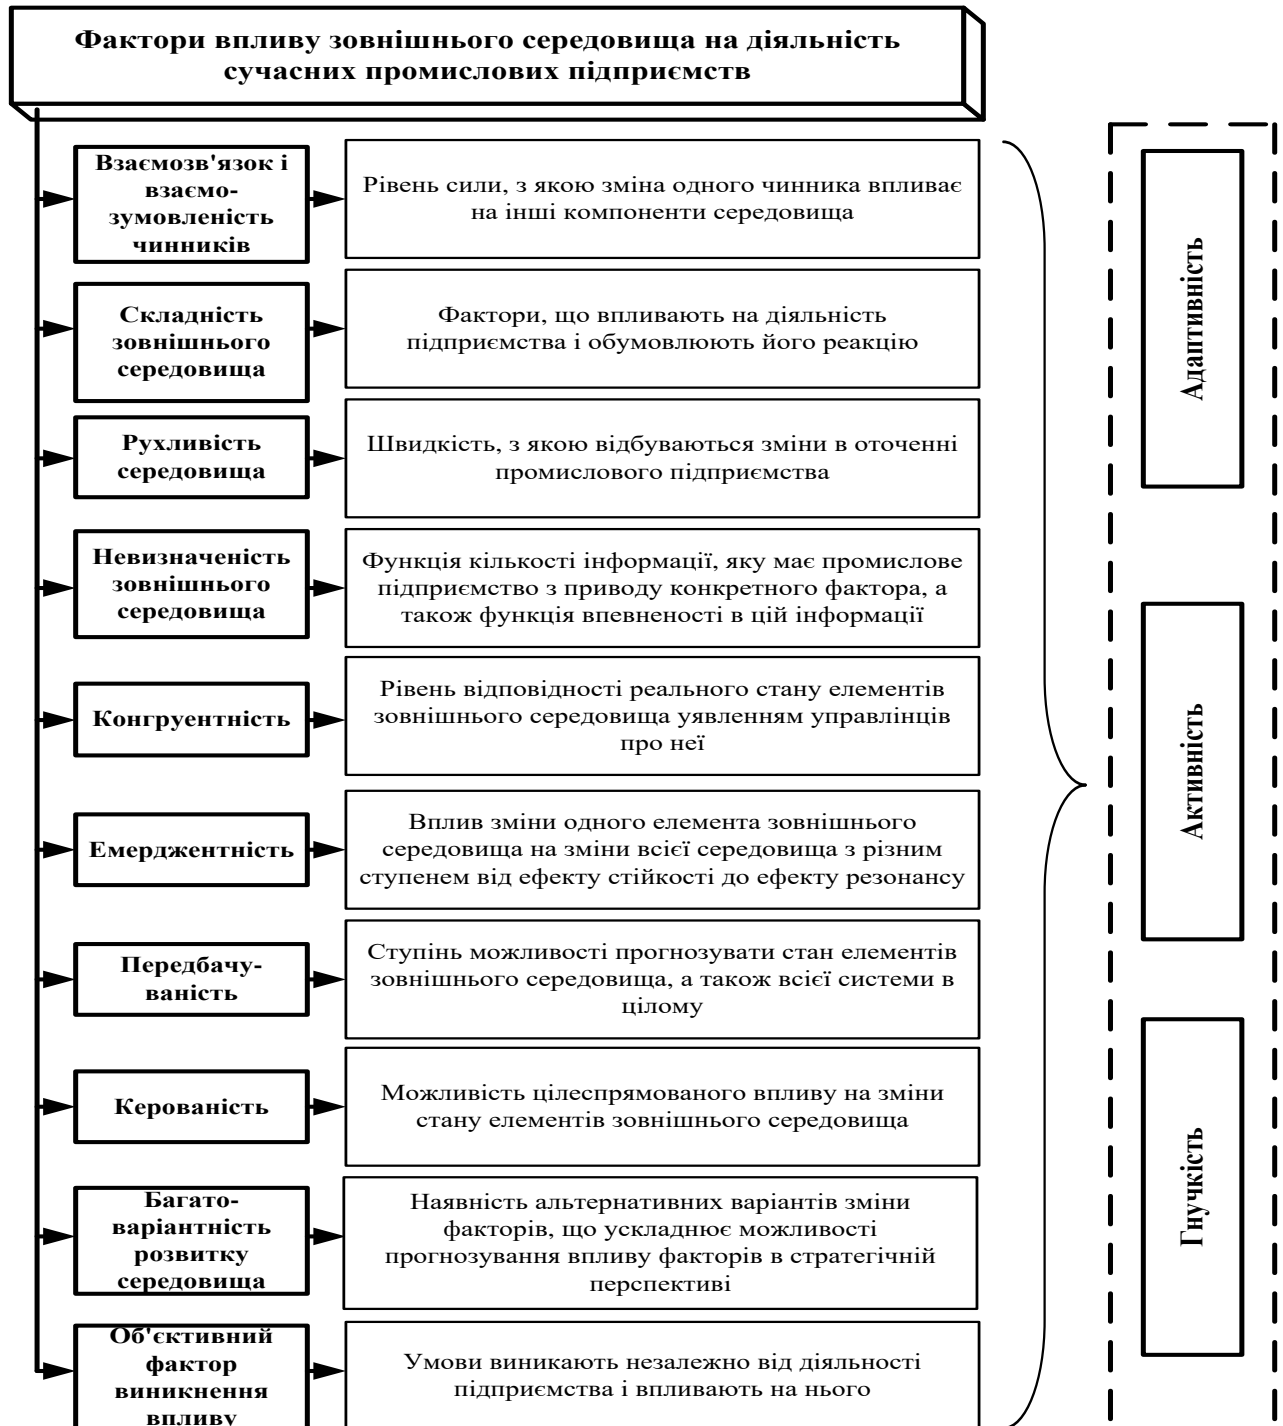 Фактори впливу зовнішнього середовища на діяльність
сучасних промислових підприємств
Взаємозв'язок і
взаємо-
зумовленість
чинників
Рівень сили, з якою зміна одного чинника впливає
на інші компоненти середовища
Складність
зовнішнього
середовища
Фактори, що впливають на діяльність
підприємства і обумовлюють його реакцію
Рухливість
середовища
Швидкість, з якою відбуваються зміни в оточенні
промислового підприємства
Невизначеність
зовнішнього
середовища
Функція кількості інформації, яку має промислове
підприємство з приводу конкретного фактора, а
також функція впевненості в цій інформації
Конгруентність
Рівень відповідності реального стану елементів
зовнішнього середовища уявленням управлінців
про неї
Емерджентність
Вплив зміни одного елемента зовнішнього
середовища на зміни всієї середовища з різним
ступенем від ефекту стійкості до ефекту резонансу
Передбачу-
ваність
Ступінь можливості прогнозувати стан елементів
зовнішнього середовища, а також всієї системи в
цілому
Керованість
Можливість цілеспрямованого впливу на зміни
стану елементів зовнішнього середовища
Багато-
варіантність
розвитку
середовища
Наявність альтернативних варіантів зміни
факторів, що ускладнює можливості
прогнозування впливу факторів в стратегічній
перспективі
Об'єктивний
фактор
виникнення
впливу
Умови виникають незалежно від діяльності
підприємства і впливають на нього
Адаптивність
Активність
Гнучкість